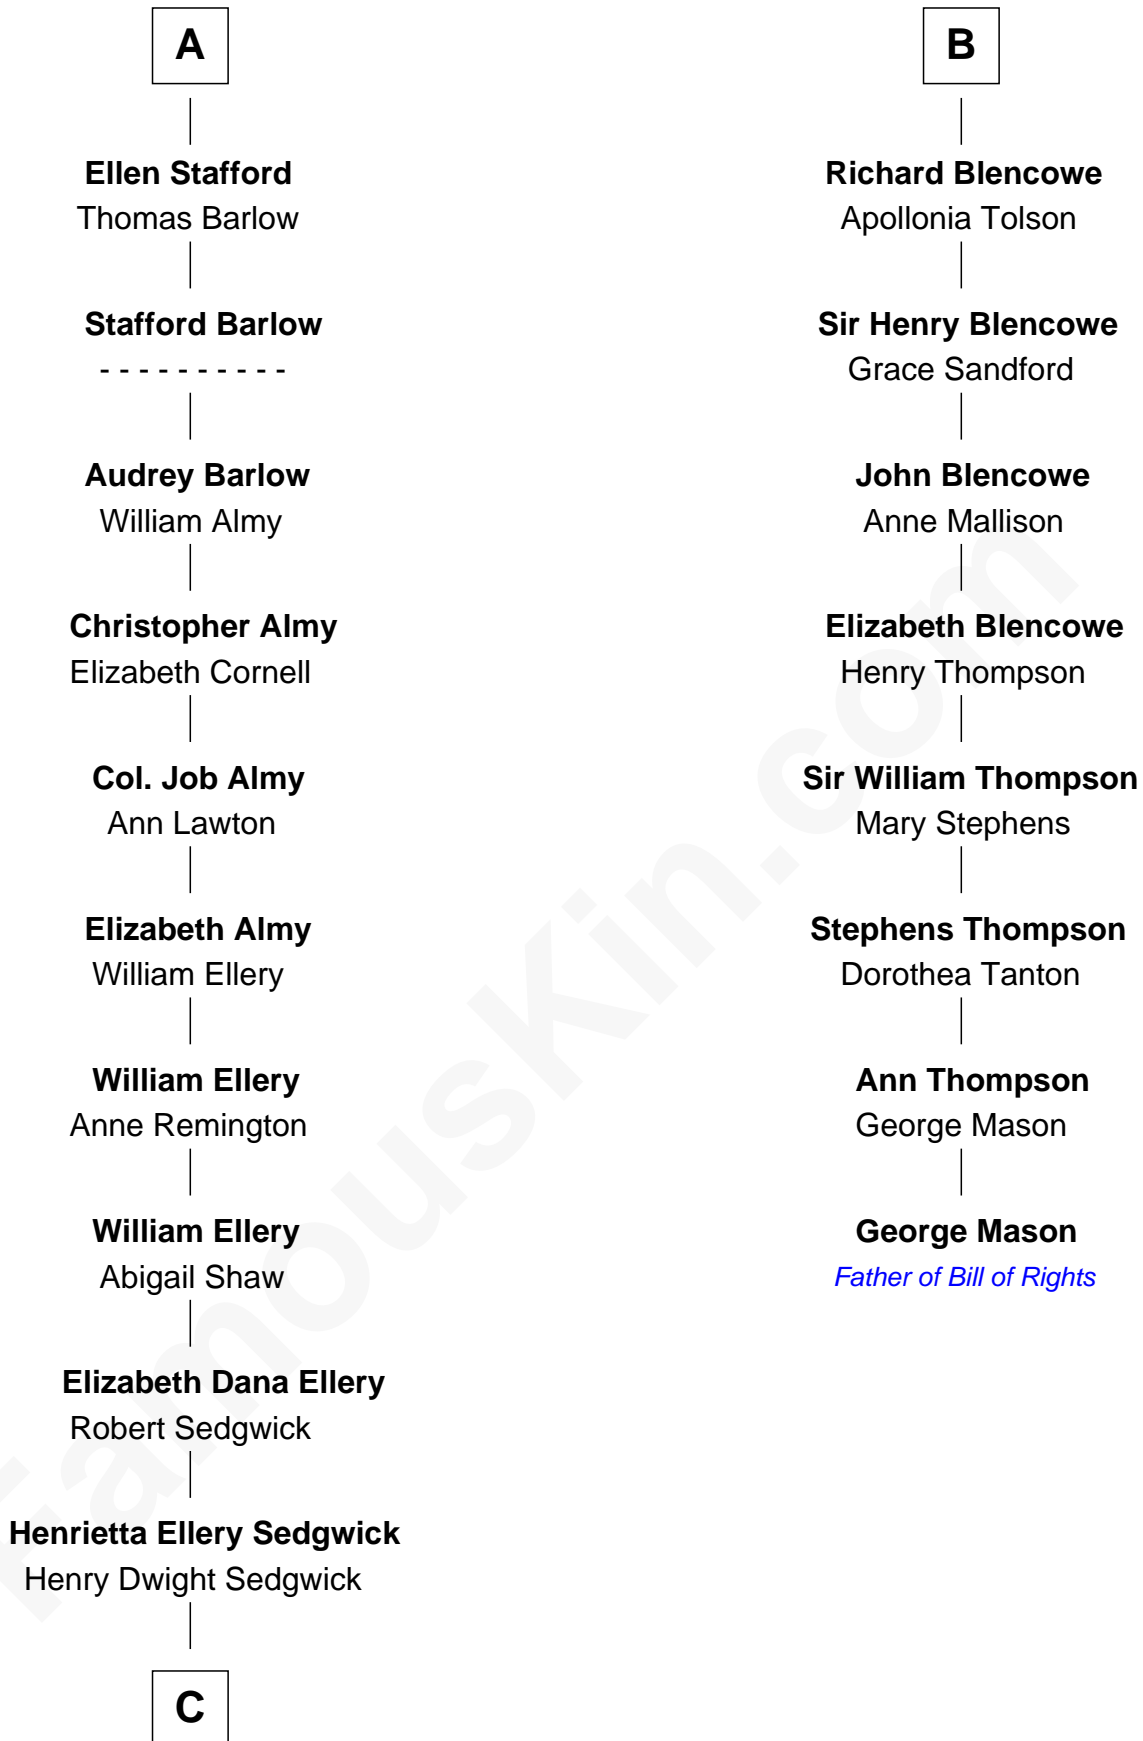 A
Ellen Stafford
Thomas Barlow
Stafford Barlow
- - - - - - - - - -
Audrey Barlow
William Almy
Christopher Almy
Elizabeth Cornell
Col. Job Almy
Ann Lawton
Elizabeth Almy
William Ellery
William Ellery
Anne Remington
William Ellery
Abigail Shaw
Elizabeth Dana Ellery
Robert Sedgwick
Henrietta Ellery Sedgwick
Henry Dwight Sedgwick
C
B
Richard Blencowe
Apollonia Tolson
Sir Henry Blencowe
Grace Sandford
John Blencowe
Anne Mallison
Elizabeth Blencowe
Henry Thompson
Sir William Thompson
Mary Stephens
Stephens Thompson
Dorothea Tanton
Ann Thompson
George Mason
George Mason
Father of Bill of Rights
FamousKin.com